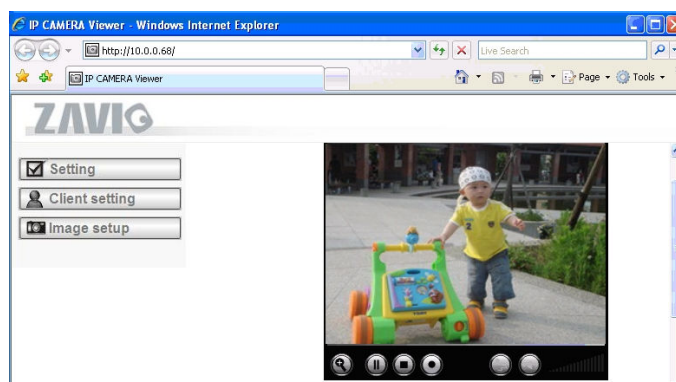 IP CAMERA Viewer - Windows Internet Explorer
http://10.0.0.68/
Live Search
IP CAMERA Viewer
Page
Tools
ZAVIO
Setting
Client setting
Image setup
2